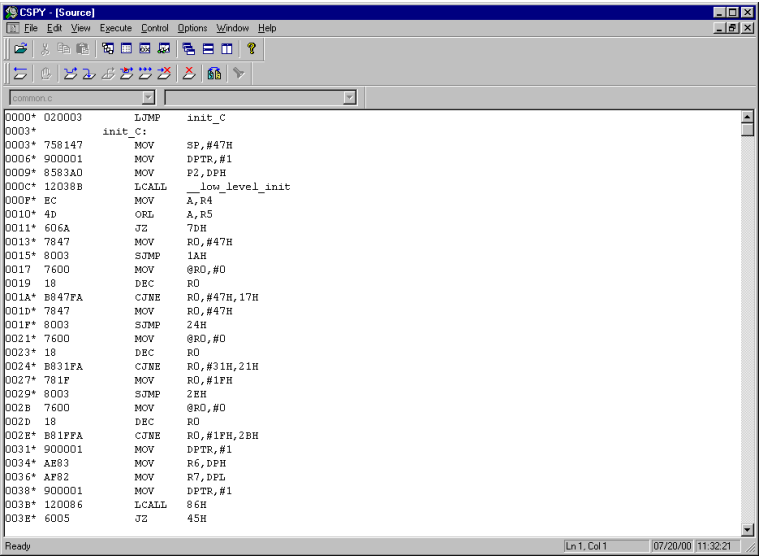 CSPY - [Source]
File Edit View Execute Control Options Window Help
common.c
0000* 020003 LJMP init_C
0003* init_C:
0003* 758147 MOV SP,#47H
0006* 900001 MOV DPTR,#1
0009* 8583A0 MOV P2,DPH
000C* 12038B LCALL __low_level_init
000F* EC MOV A,R4
0010* 4D ORL A,R5
0011* 606A JZ 7DH
0013* 7847 MOV R0,#47H
0015* 8003 SJMP 1AH
0017 7600 MOV @R0,#0
0019 18 DEC R0
001A* B847FA CJNE R0,#47H,17H
001D* 7847 MOV R0,#47H
001F* 8003 SJMP 24H
0021* 7600 MOV @R0,#0
0023* 18 DEC R0
0024* B831FA CJNE R0,#31H,21H
0027* 781F MOV R0,#1FH
0029* 8003 SJMP 2EH
002B 7600 MOV @R0,#0
002D 18 DEC R0
002E* B81FFA CJNE R0,#1FH,2BH
0031* 900001 MOV DPTR,#1
0034* AE83 MOV R6,DPH
0036* AF82 MOV R7,DPL
0038* 900001 MOV DPTR,#1
003B* 120086 LCALL 86H
003E* 6005 JZ 45H
Ready Ln 1, Col 1 07/20/00 11:32:21